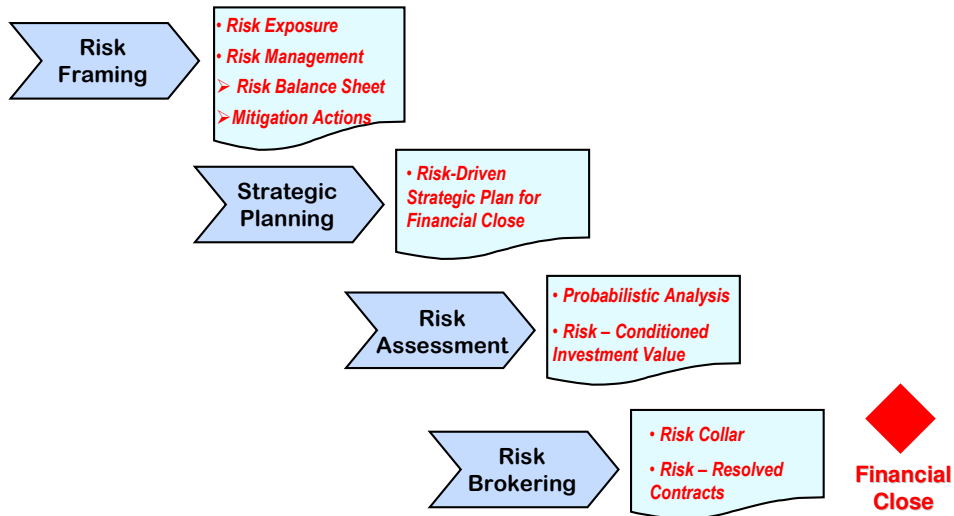 Risk
Framing
• Risk Exposure
• Risk Management
➢ Risk Balance Sheet
➢Mitigation Actions
Strategic
Planning
• Risk-Driven
Strategic Plan for
Financial Close
Risk
Assessment
• Probabilistic Analysis
• Risk – Conditioned
Investment Value
Risk
Brokering
• Risk Collar
• Risk – Resolved
Contracts
Financial
Close